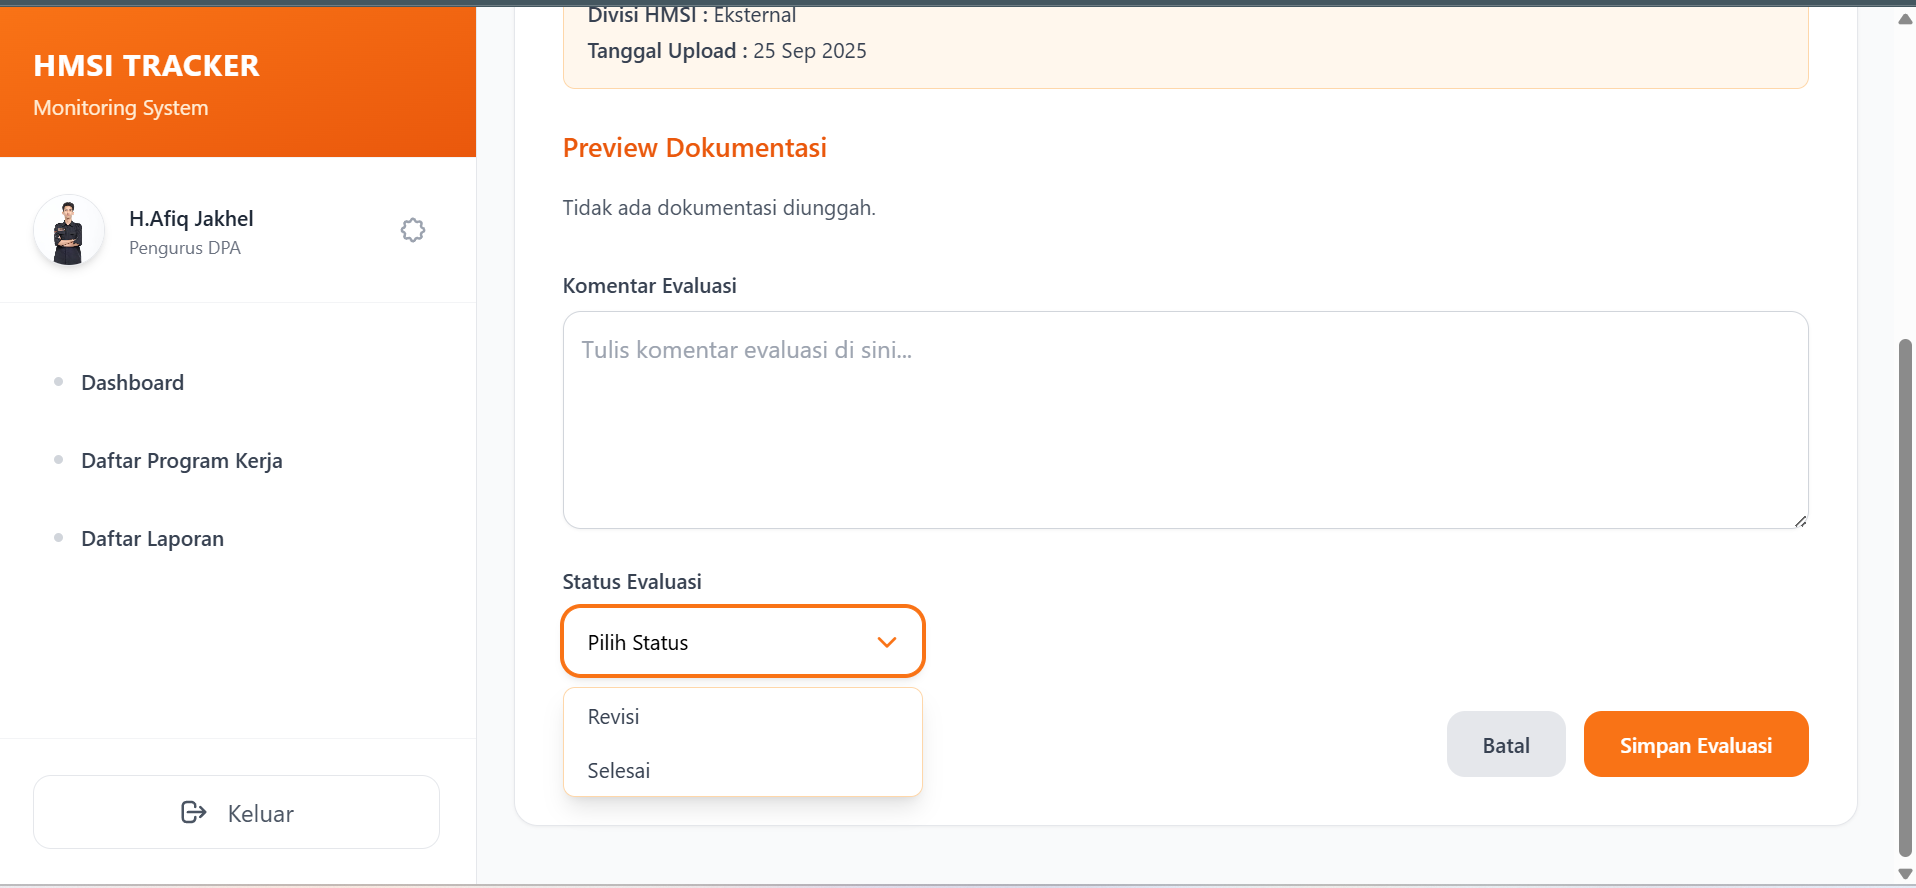 HMSI TRACKER
Monitoring System
H.Afiq Jakhel
Pengurus DPA
Dashboard
Daftar Program Kerja
Daftar Laporan
Keluar
Divisi HMSI : Eksternal
Tanggal Upload : 25 Sep 2025
Preview Dokumentasi
Tidak ada dokumentasi diunggah.
Komentar Evaluasi
Tulis komentar evaluasi di sini...
Status Evaluasi
Pilih Status
Revisi
Selesai
Batal
Simpan Evaluasi